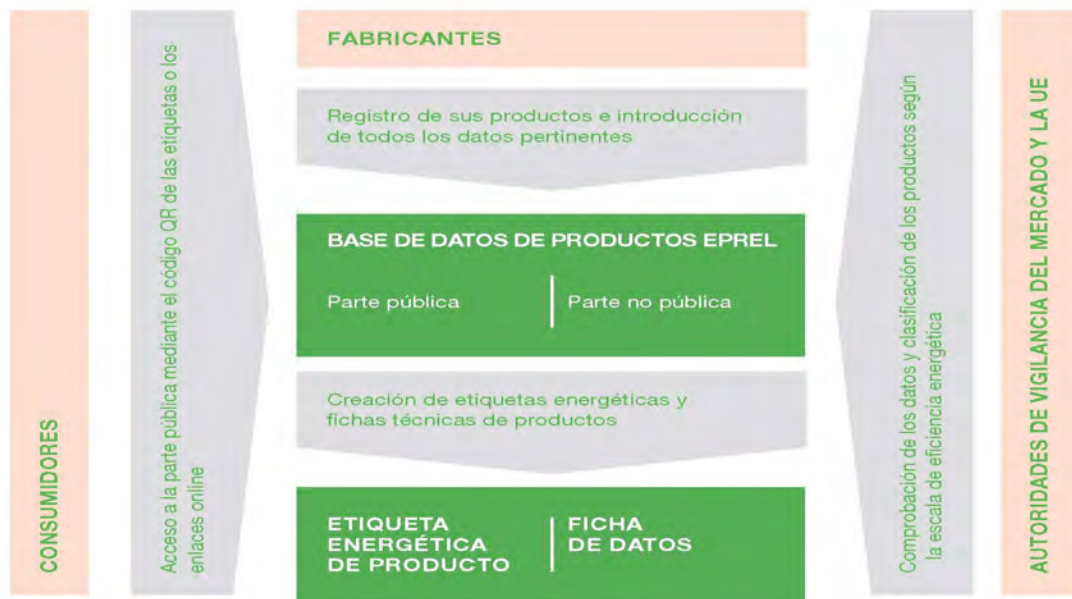 CONSUMIDORES
Acceso a la parte pública mediante el código QR de las etiquetas o los
enlaces online
FABRICANTES
Registro de sus productos e introducción
de todos los datos pertinentes
BASE DE DATOS DE PRODUCTOS EPREL
Parte pública
Parte no pública
Creación de etiquetas energéticas y
fichas técnicas de productos
ETIQUETA
ENERGÉTICA
DE PRODUCTO
FICHA
DE DATOS
Comprobación de los datos y clasificación de los productos según
la escala de eficiencia energética
AUTORIDADES DE VIGILANCIA DEL MERCADO Y LA UE